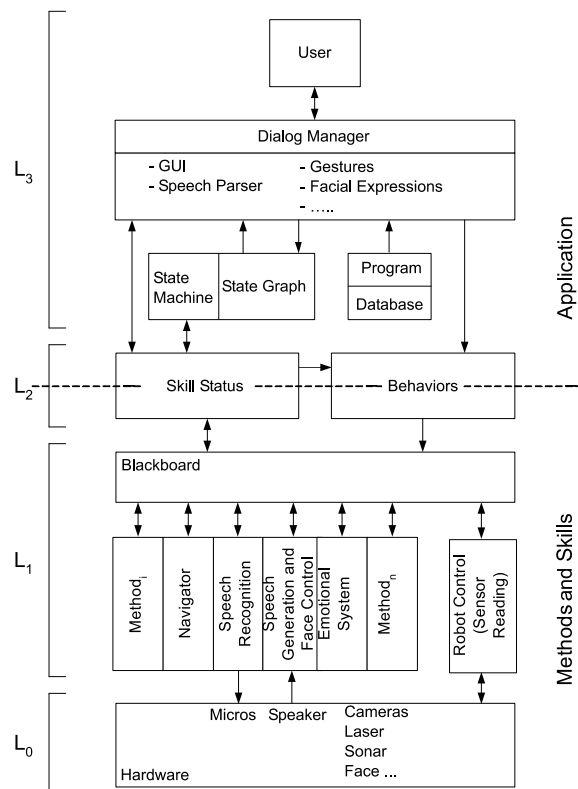 User
Dialog Manager
- GUI
- Speech Parser
- Gestures
- Facial Expressions
- .....
L3
State
Machine
State Graph
Program
Database
Application
L2
Skill Status
Behaviors
Blackboard
L1
Methodi
Navigator
Speech
Recognition
Speech
Generation and
Face Control
Emotional
System
Methodn
Robot Control
(Sensor
Reading)
Methods and Skills
L0
Micros
Speaker
Cameras
Laser
Sonar
Face ...
Hardware